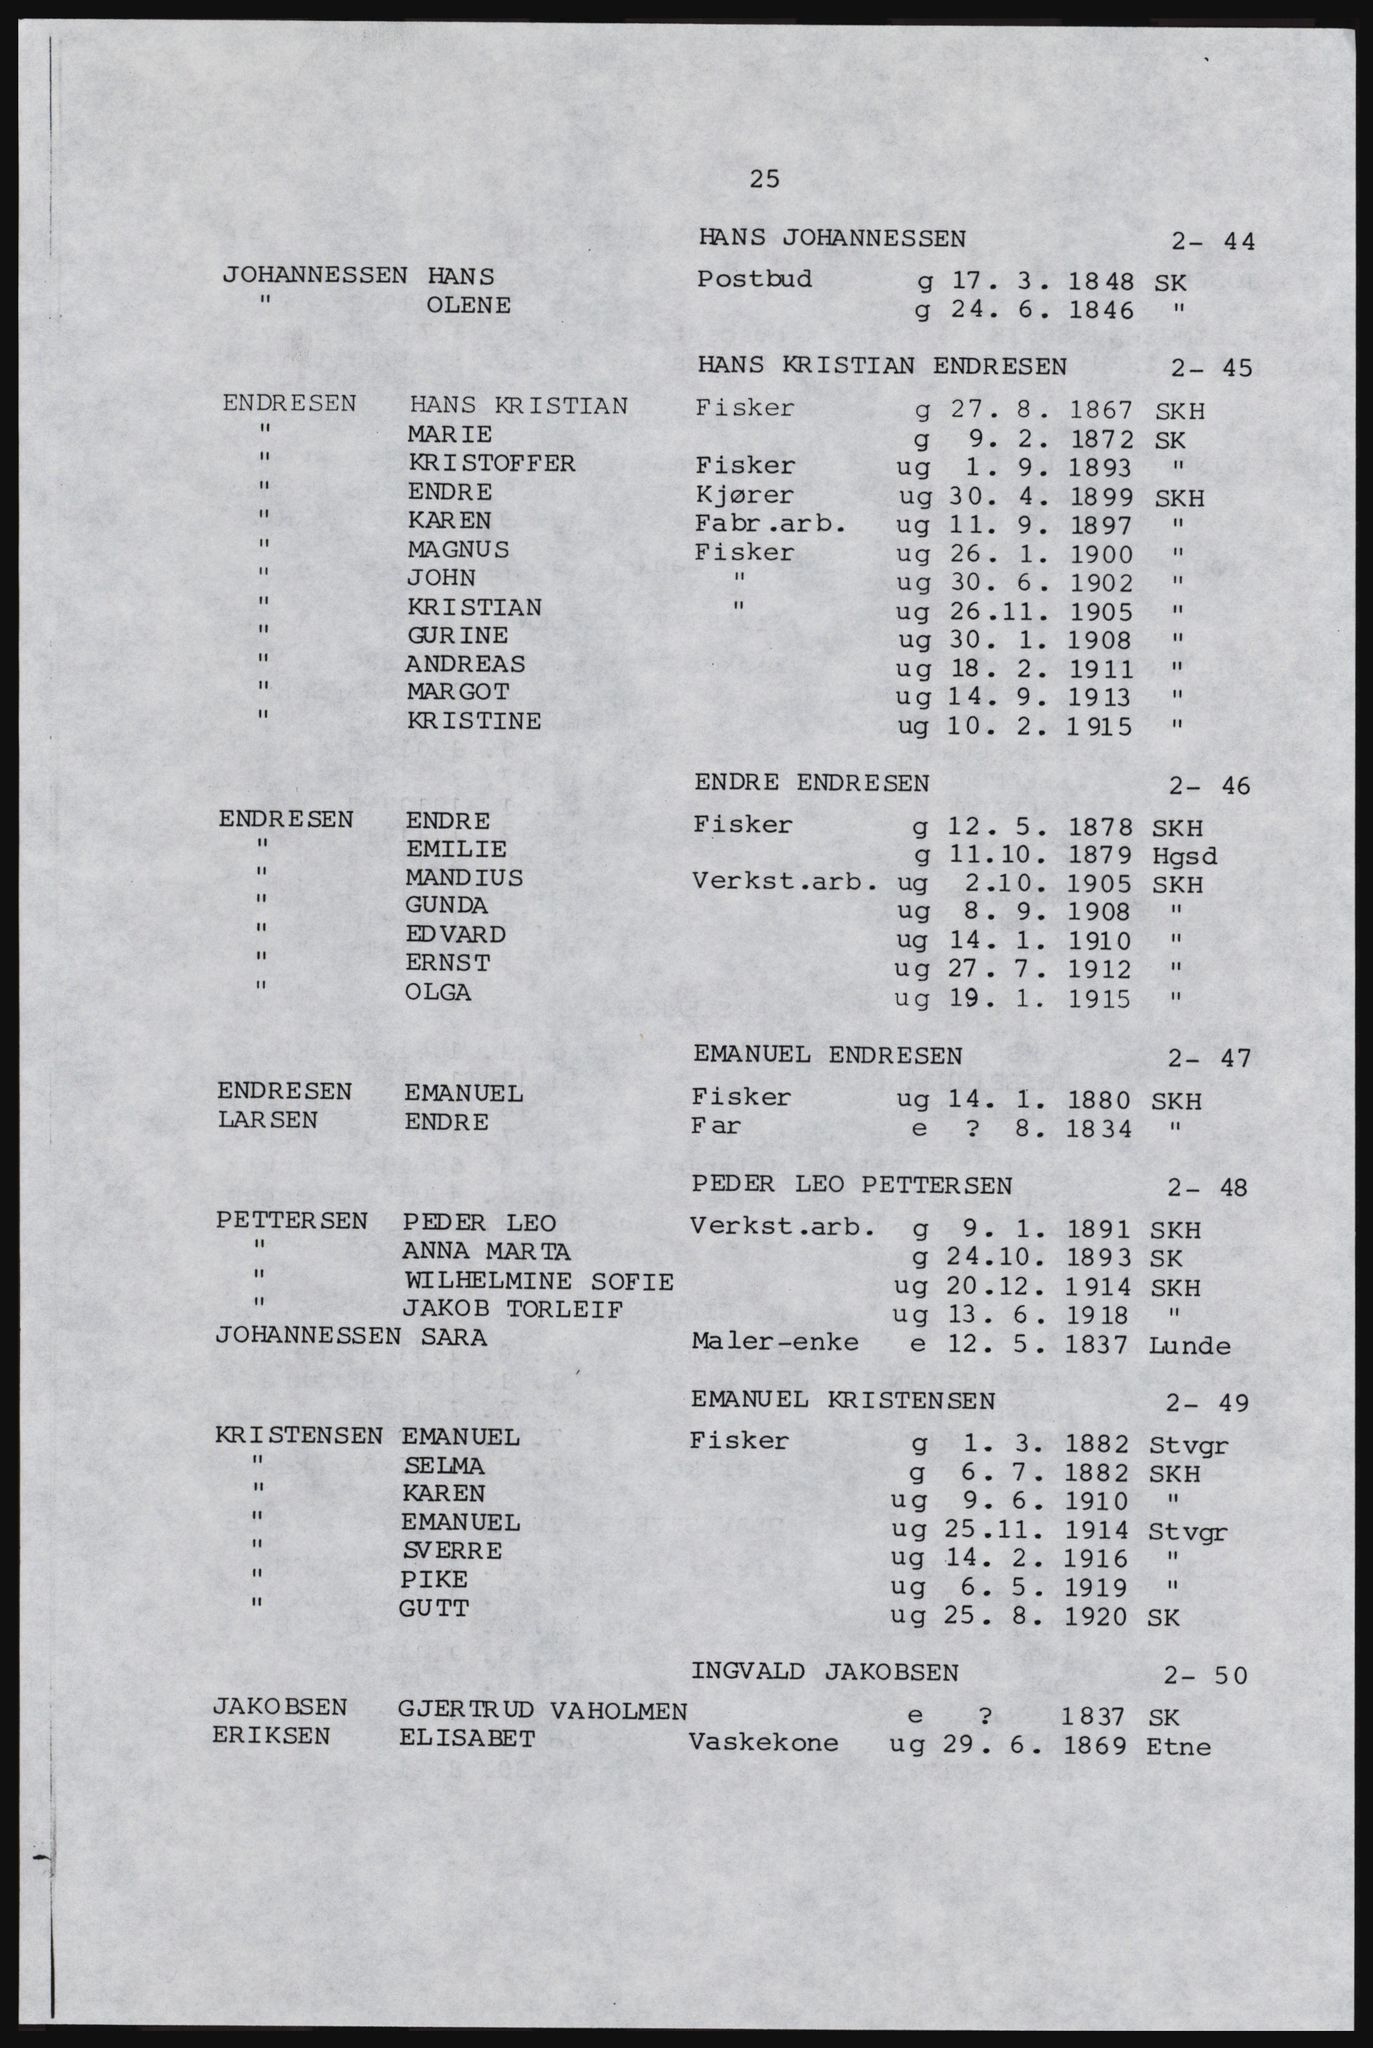 25
HANS JOHANNESSEN 2- 44
JOHANNESSEN HANS Postbud g 17. 3. 1848 SK
" OLENE g 24. 6. 1846 "
HANS KRISTIAN ENDRESEN 2- 45
ENDRESEN HANS KRISTIAN Fisker g 27. 8. 1867 SKH
" MARIE g 9. 2. 1872 SK
" KRISTOFFER Fisker ug 1. 9. 1893 "
" ENDRE Kjører ug 30. 4. 1899 SKH
" KAREN Fabr.arb. ug 11. 9. 1897 "
" MAGNUS Fisker ug 26. 1. 1900 "
" JOHN " ug 30. 6. 1902 "
" KRISTIAN " ug 26.11. 1905 "
" GURINE ug 30. 1. 1908 "
" ANDREAS ug 18. 2. 1911 "
" MARGOT ug 14. 9. 1913 "
" KRISTINE ug 10. 2. 1915 "
ENDRE ENDRESEN 2- 46
ENDRESEN ENDRE Fisker g 12. 5. 1878 SKH
" EMILIE g 11.10. 1879 Hgsd
" MANDIUS Verkst.arb. ug 2.10. 1905 SKH
" GUNDA ug 8. 9. 1908 "
" EDVARD ug 14. 1. 1910 "
" ERNST ug 27. 7. 1912 "
" OLGA ug 19. 1. 1915 "
EMANUEL ENDRESEN 2- 47
ENDRESEN EMANUEL Fisker ug 14. 1. 1880 SKH
LARSEN ENDRE Far e ? 8. 1834 "
PEDER LEO PETTERSEN 2- 48
PETTERSEN PEDER LEO Verkst.arb. g 9. 1. 1891 SKH
" ANNA MARTA g 24.10. 1893 SK
" WILHELMINE SOFIE ug 20.12. 1914 SKH
" JAKOB TORLEIF ug 13. 6. 1918 "
JOHANNESSEN SARA Maler-enke e 12. 5. 1837 Lunde
EMANUEL KRISTENSEN 2- 49
KRISTENSEN EMANUEL Fisker g 1. 3. 1882 Stvgr
" SELMA g 6. 7. 1882 SKH
" KAREN ug 9. 6. 1910 "
" EMANUEL ug 25.11. 1914 Stvgr
" SVERRE ug 14. 2. 1916 "
" PIKE ug 6. 5. 1919 "
" GUTT ug 25. 8. 1920 SK
INGVALD JAKOBSEN 2- 50
JAKOBSEN GJERTRUD VAHOLMEN e ? 1837 SK
ERIKSEN ELISABET Vaskekone ug 29. 6. 1869 Etne